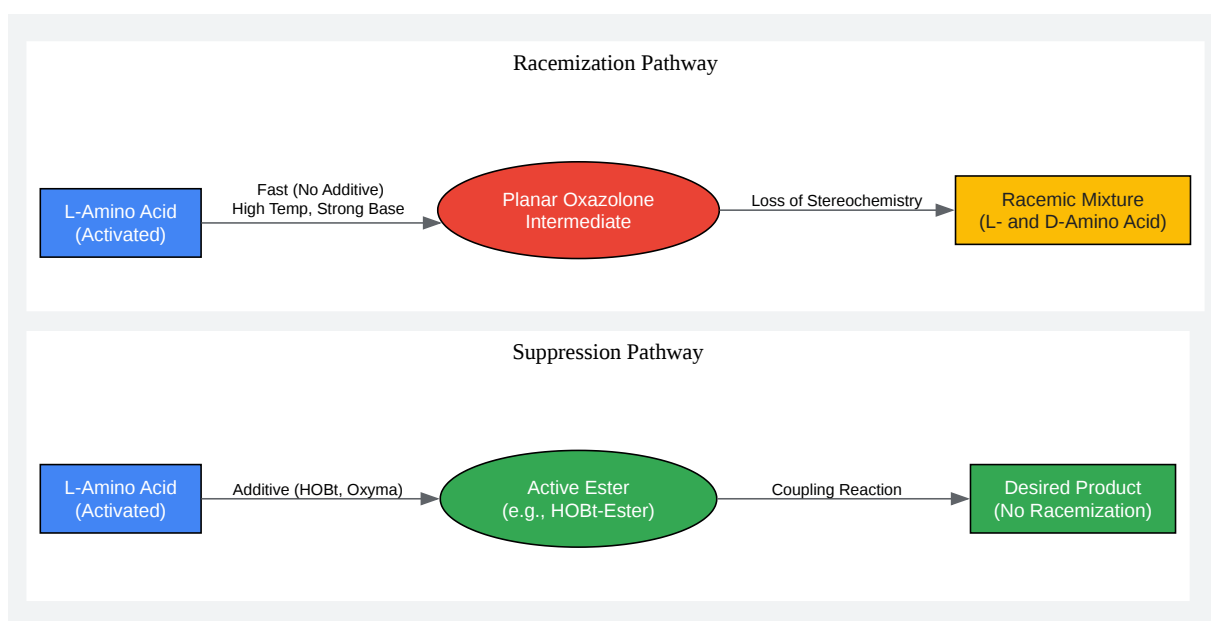 Racemization Pathway
L-Amino Acid
(Activated)
Fast (No Additive)
High Temp, Strong Base
Planar Oxazolone
Intermediate
Loss of Stereochemistry
Racemic Mixture
(L- and D-Amino Acid)
Suppression Pathway
L-Amino Acid
(Activated)
Additive (HOBt, Oxyma)
Active Ester
(e.g., HOBt-Ester)
Coupling Reaction
Desired Product
(No Racemization)